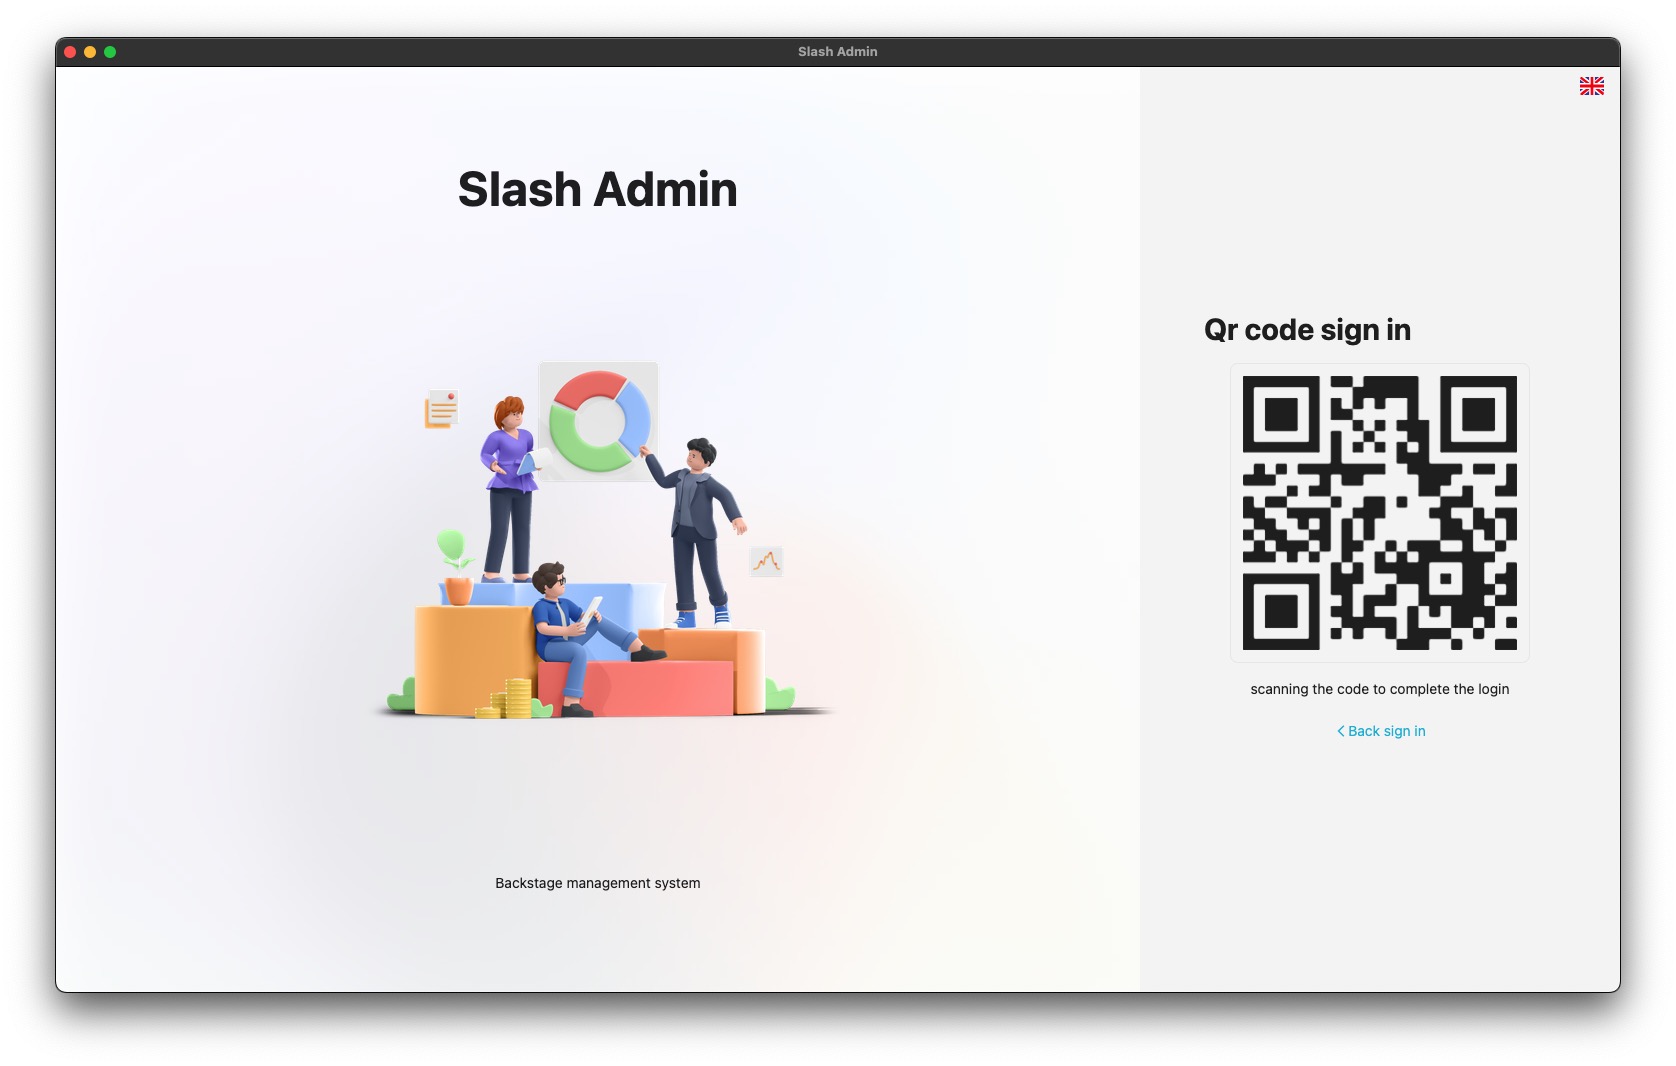 Slash Admin
Slash Admin
Backstage management system
Qr code sign in
scanning the code to complete the login
Back sign in